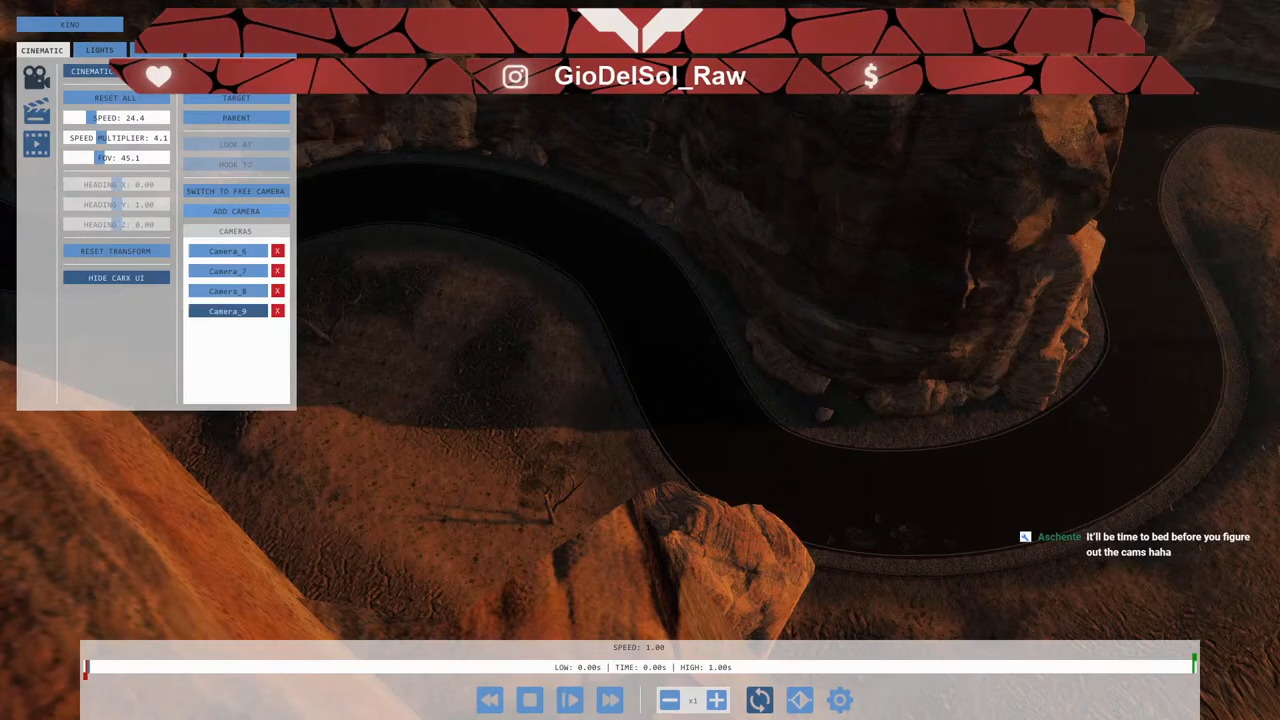 KINO
CINEMATIC
LIGHTS
GioDelSol_Raw
$
CINEMATIC
RESET ALL
SPEED: 24.4
SPEED MULTIPLIER: 4.1
FOV: 45.1
HEADING X: 0.00
HEADING Y: 1.00
HEADING Z: 0.00
RESET TRANSFORM
HIDE CARX UI
TARGET
PARENT
LOOK AT
HOOK TO
SWITCH TO FREE CAMERA
ADD CAMERA
CAMERAS
Camera_6 X
Camera_7 X
Camera_8 X
Camera_9 X
Aschente It'll be time to bed before you figure
out the cams haha
SPEED: 1.00
LOW: 0.00s | TIME: 0.00s | HIGH: 1.00s
x1